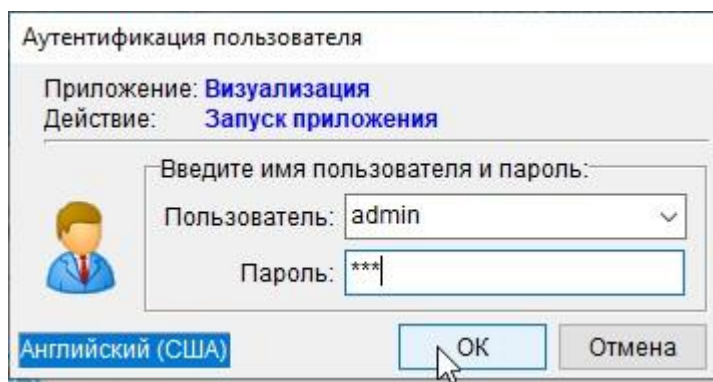 Аутентификация пользователя
Приложение: Визуализация
Действие: Запуск приложения
Введите имя пользователя и пароль:
Пользователь: admin
Пароль: ***
Английский (США)
OK
Отмена